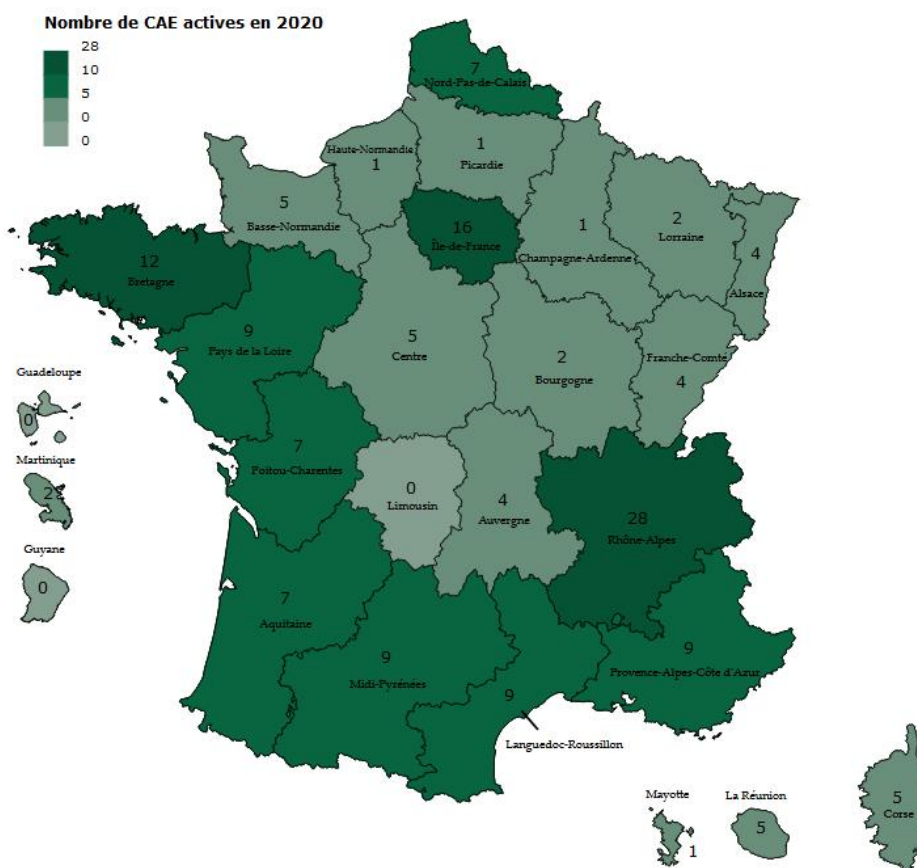 Nombre de CAE actives en 2020
28
10
5
0
0
7
Nord-Pas-de-Calais
Haute-Normandie
1
1
Picardie
5
Basse-Normandie
16
Île-de-France
1
Champagne-Ardenne
2
Lorraine
4
Alsace
12
Bretagne
9
Pays de la Loire
5
Centre
2
Bourgogne
Franche-Comté
4
Guadeloupe
0
Martinique
2
Guyane
0
7
Poitou-Charentes
0
Limousin
4
Auvergne
28
Rhône-Alpes
7
Aquitaine
9
Midi-Pyrénées
9
Languedoc-Roussillon
9
Provence-Alpes-Côte d'Azur
Mayotte
1
La Réunion
5
5
Corse